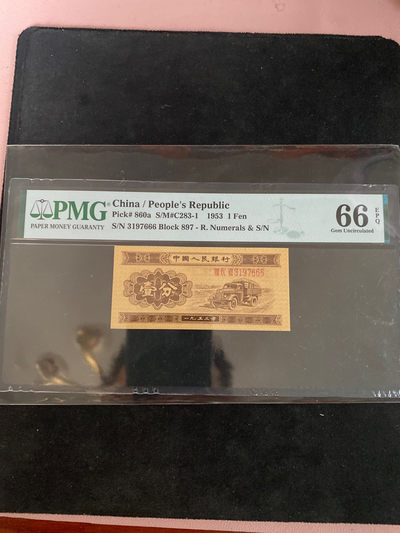 PMG
PAPER MONEY GUARANTY
China / People's Republic
Pick# 860a S/M#C283-1 1953 1 Fen
S/N 3197666 Block 897 - R. Numerals & S/N
66 EPQ
Gem Uncirculated
中國人民銀行
3197666
壹分
一九五三年